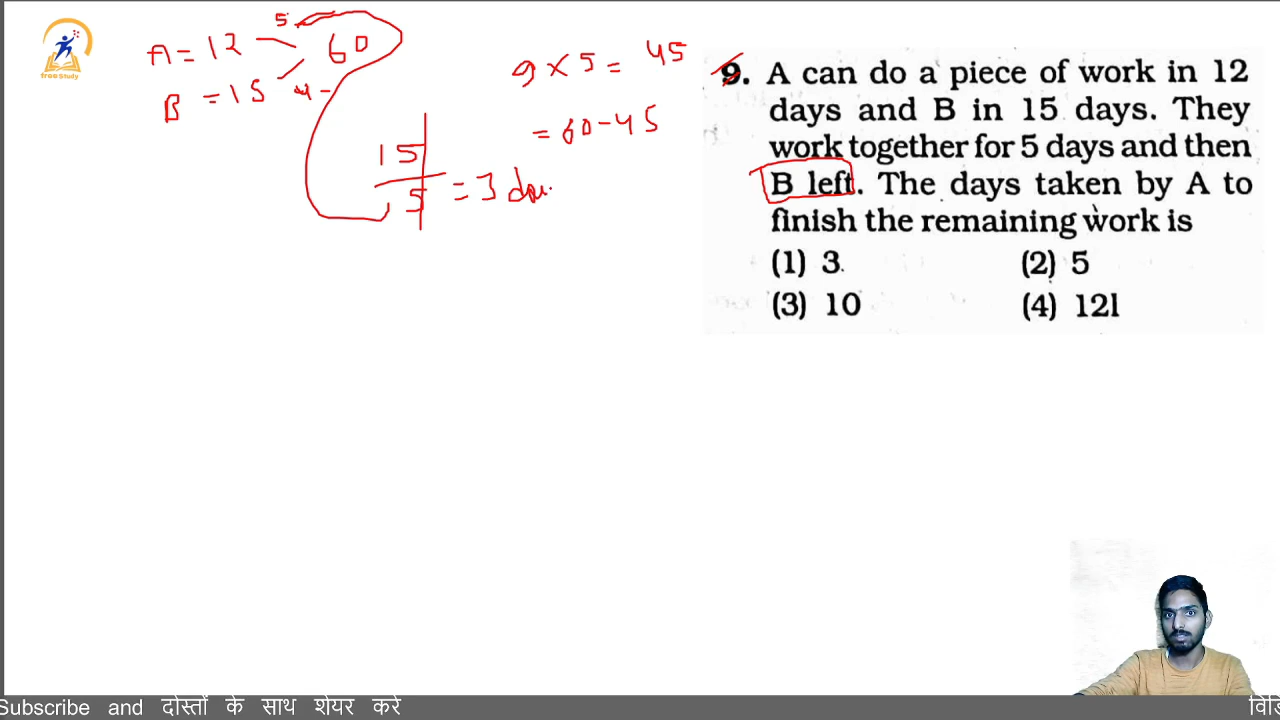 free study
A = 12
5
60
B = 15
4
9 × 5 = 45
= 60-45
15
5
= 3 da
9. A can do a piece of work in 12
days and B in 15 days. They
work together for 5 days and then
B left. The days taken by A to
finish the remaining work is
(1) 3. (2) 5
(3) 10 (4) 12l
Subscribe and दोस्तों के साथ शेयर करे